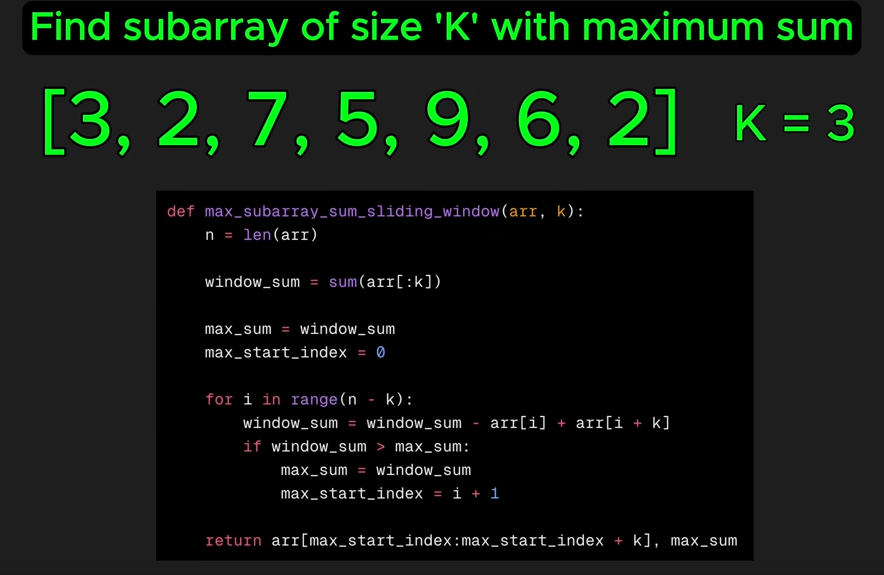 Find subarray of size 'K' with maximum sum
[3, 2, 7, 5, 9, 6, 2] K = 3
def max_subarray_sum_sliding_window(arr, k):
    n = len(arr)
    window_sum = sum(arr[:k])
    max_sum = window_sum
    max_start_index = 0
    for i in range(n - k):
        window_sum = window_sum - arr[i] + arr[i + k]
        if window_sum > max_sum:
            max_sum = window_sum
            max_start_index = i + 1
    return arr[max_start_index:max_start_index + k], max_sum